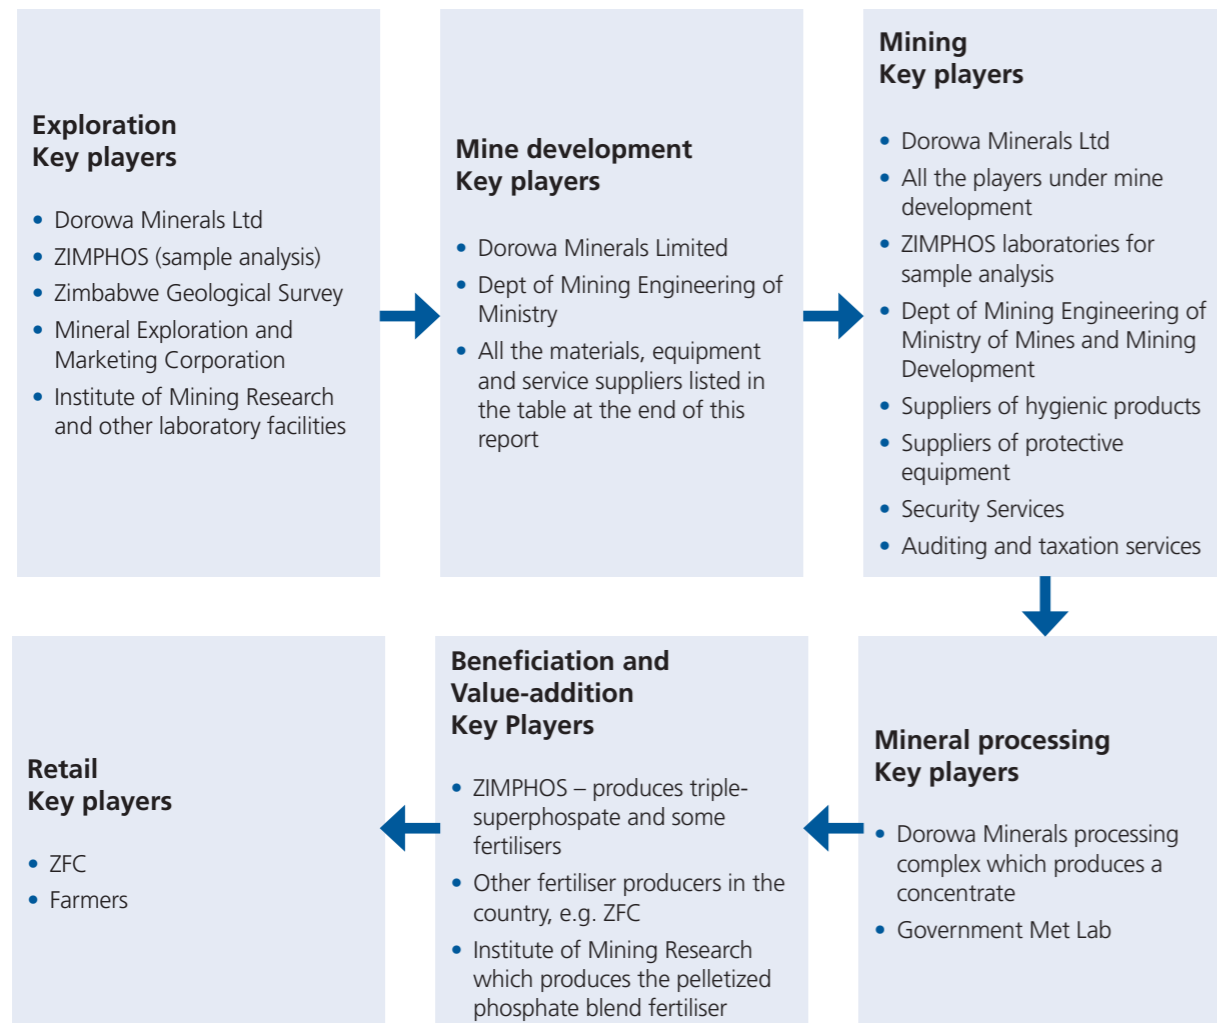 Exploration
Key players
• Dorowa Minerals Ltd
• ZIMPHOS (sample analysis)
• Zimbabwe Geological Survey
• Mineral Exploration and
Marketing Corporation
• Institute of Mining Research
and other laboratory facilities
Mine development
Key players
• Dorowa Minerals Limited
• Dept of Mining Engineering of
Ministry
• All the materials, equipment
and service suppliers listed in
the table at the end of this
report
Mining
Key players
• Dorowa Minerals Ltd
• All the players under mine
development
• ZIMPHOS laboratories for
sample analysis
• Dept of Mining Engineering of
Ministry of Mines and Mining
Development
• Suppliers of hygienic products
• Suppliers of protective
equipment
• Security Services
• Auditing and taxation services
Mineral processing
Key players
• Dorowa Minerals processing
complex which produces a
concentrate
• Government Met Lab
Beneficiation and
Value-addition
Key Players
• ZIMPHOS – produces triple-
superphospate and some
fertilisers
• Other fertiliser producers in the
country, e.g. ZFC
• Institute of Mining Research
which produces the pelletized
phosphate blend fertiliser
Retail
Key players
• ZFC
• Farmers